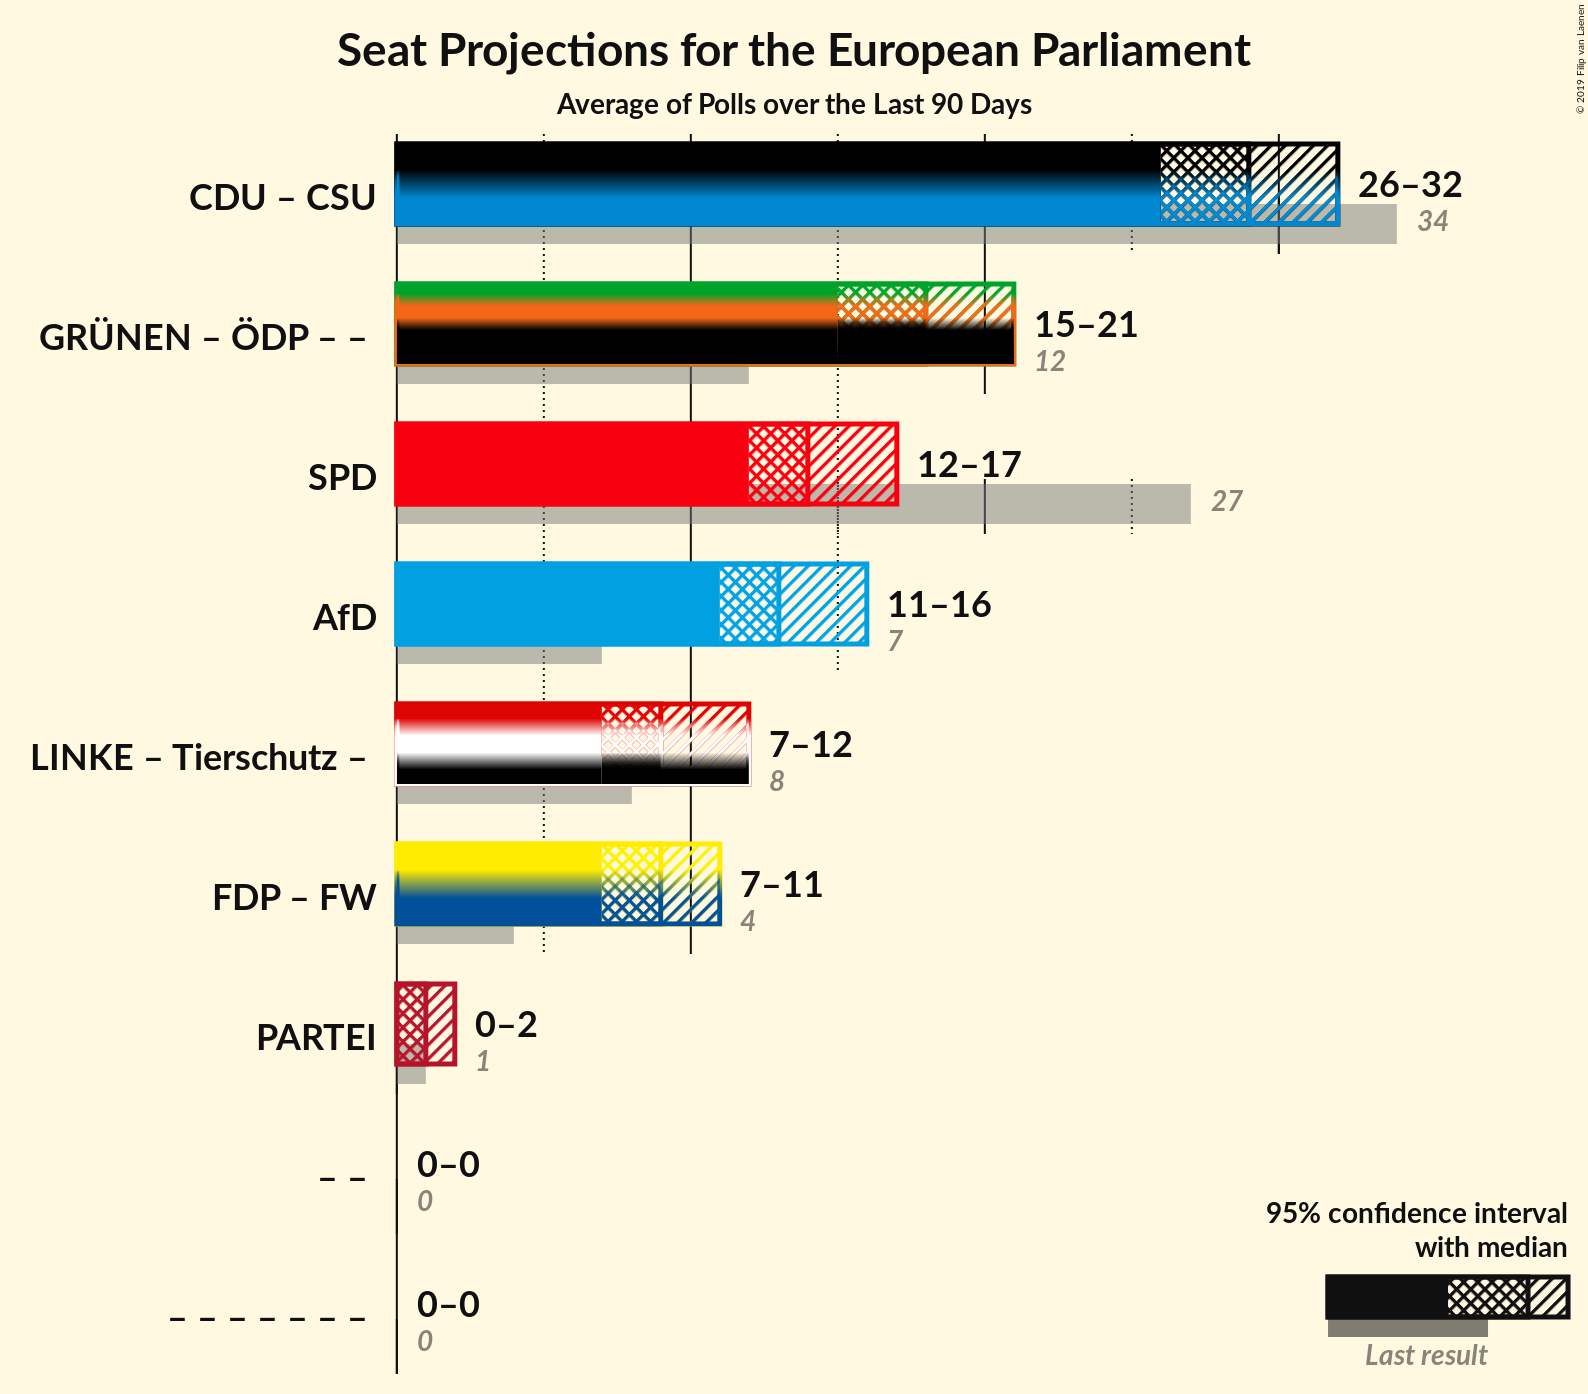 Seat Projections for the European Parliament
Average of Polls over the Last 90 Days
© 2019 Filip van Laenen
CDU – CSU
26–32
34
GRÜNEN – ÖDP – –
15–21
12
SPD
12–17
27
AfD
11–16
7
LINKE – Tierschutz –
7–12
8
FDP – FW
7–11
4
PARTEI
0–2
1
– –
0–0
0
– – – – – – –
0–0
0
95% confidence interval
with median
Last result